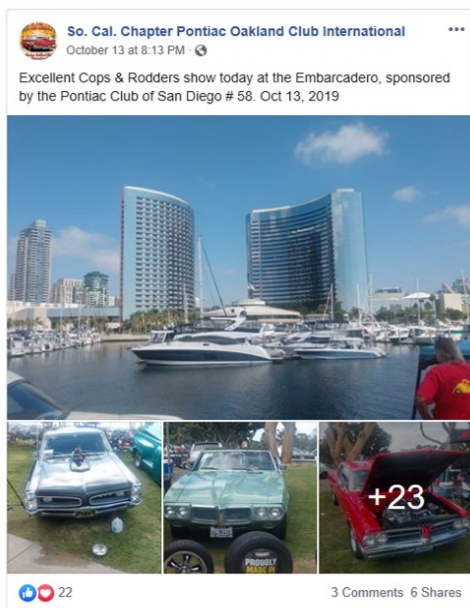 So. Cal. Chapter Pontiac Oakland Club International
October 13 at 8:13 PM ·
Excellent Cops & Rodders show today at the Embarcadero, sponsored
by the Pontiac Club of San Diego # 58. Oct 13, 2019
+23
PROUDLY
MADE IN
22
3 Comments 6 Shares